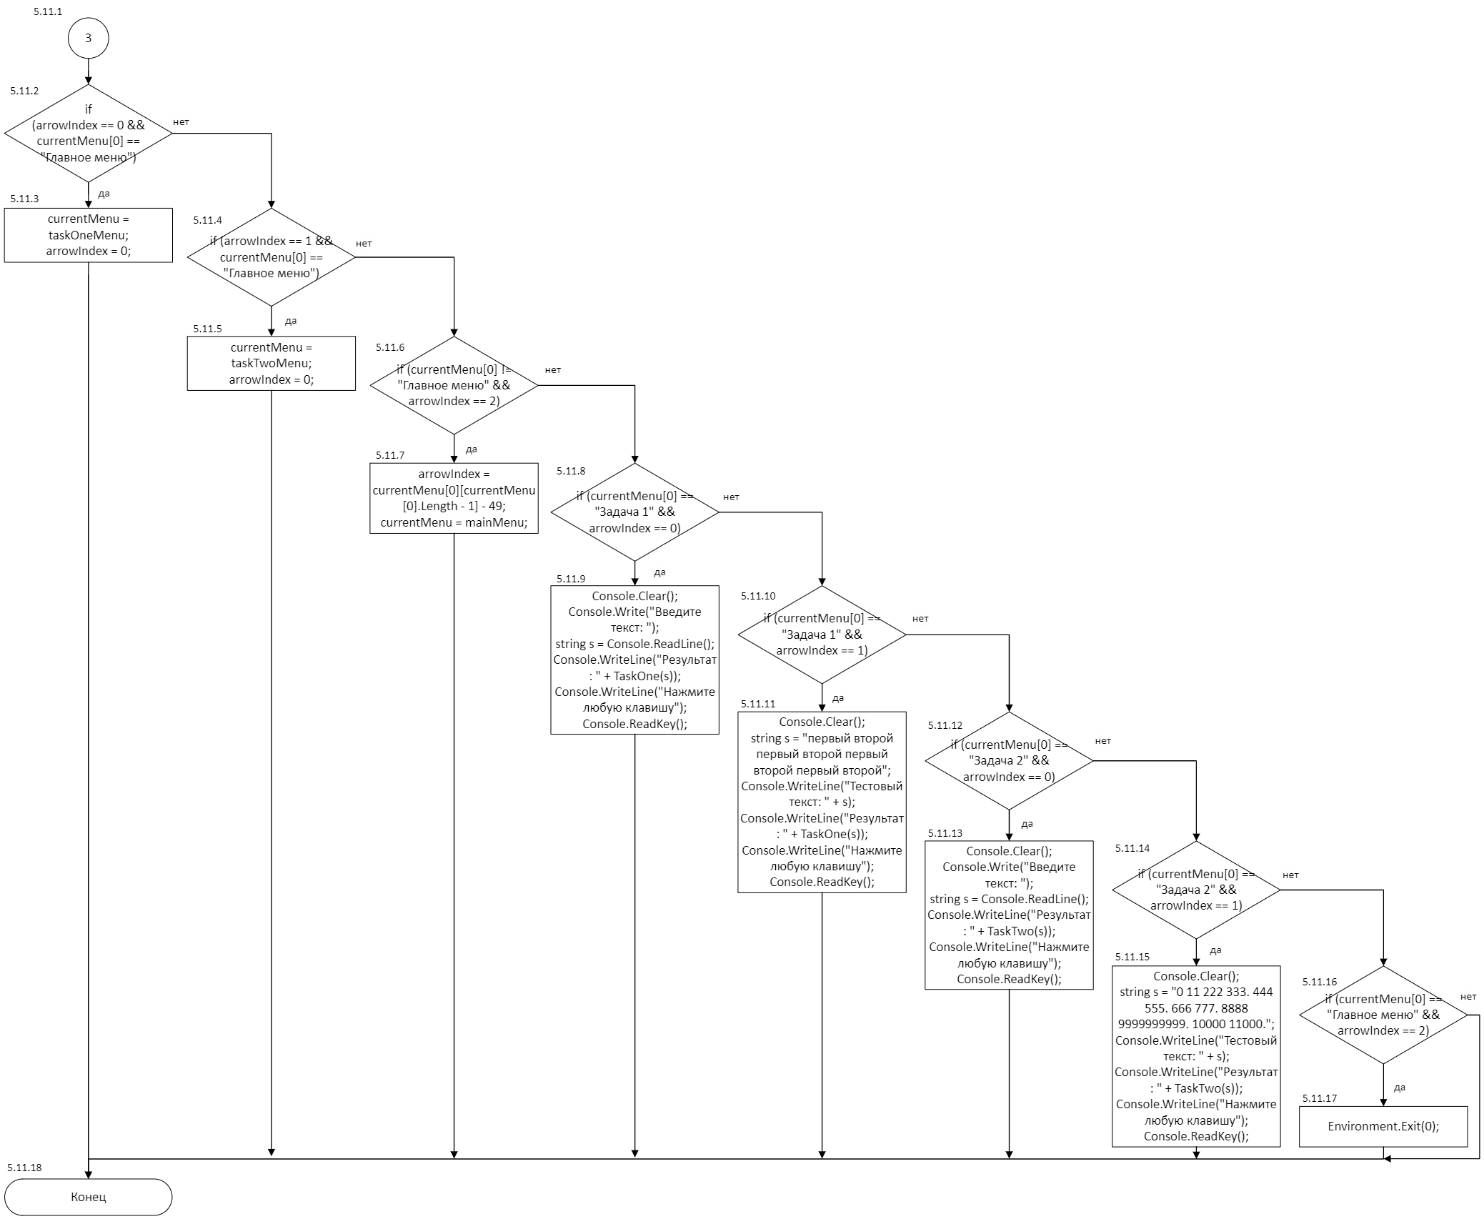 5.11.1
3
5.11.2
if
(arrowIndex == 0 &&
currentMenu[0] ==
"Главное меню")
нет
да
5.11.3
currentMenu =
taskOneMenu;
arrowIndex = 0;
5.11.4
if (arrowIndex == 1 &&
currentMenu[0] ==
"Главное меню")
нет
да
5.11.5
currentMenu =
taskTwoMenu;
arrowIndex = 0;
5.11.6
if (currentMenu[0] !=
"Главное меню" &&
arrowIndex == 2)
нет
да
5.11.7
arrowIndex =
currentMenu[0][currentMenu
[0].Length - 1] - 49;
currentMenu = mainMenu;
5.11.8
if (currentMenu[0] ==
"Задача 1" &&
arrowIndex == 0)
нет
да
5.11.9
Console.Clear();
Console.Write("Введите
текст: ");
string s = Console.ReadLine();
Console.WriteLine("Результат
: " + TaskOne(s));
Console.WriteLine("Нажмите
любую клавишу");
Console.ReadKey();
5.11.10
if (currentMenu[0] ==
"Задача 1" &&
arrowIndex == 1)
нет
да
5.11.11
Console.Clear();
string s = "первый второй
первый второй первый
второй первый второй";
Console.WriteLine("Тестовый
текст: " + s);
Console.WriteLine("Результат
: " + TaskOne(s));
Console.WriteLine("Нажмите
любую клавишу");
Console.ReadKey();
5.11.12
if (currentMenu[0] ==
"Задача 2" &&
arrowIndex == 0)
нет
да
5.11.13
Console.Clear();
Console.Write("Введите
текст: ");
string s = Console.ReadLine();
Console.WriteLine("Результат
: " + TaskTwo(s));
Console.WriteLine("Нажмите
любую клавишу");
Console.ReadKey();
5.11.14
if (currentMenu[0] ==
"Задача 2" &&
arrowIndex == 1)
нет
да
5.11.15
Console.Clear();
string s = "0 11 222 333. 444
555. 666 777. 8888
9999999999. 10000 11000.";
Console.WriteLine("Тестовый
текст: " + s);
Console.WriteLine("Результат
: " + TaskTwo(s));
Console.WriteLine("Нажмите
любую клавишу");
Console.ReadKey();
5.11.16
if (currentMenu[0] ==
"Главное меню" &&
arrowIndex == 2)
нет
да
5.11.17
Environment.Exit(0);
5.11.18
Конец